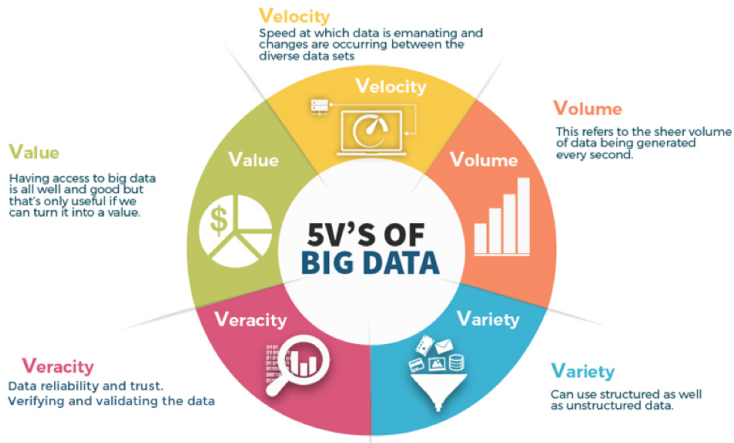 Velocity
Speed at which data is emanating and
changes are occurring between the
diverse data sets
Velocity
Volume
This refers to the sheer volume
of data being generated
every second.
Value
Having access to big data
is all well and good but
that's only useful if we
can turn it into a value.
Value
Volume
$
5V'S OF
BIG DATA
Veracity
Variety
Veracity
Data reliability and trust.
Verifying and validating the data
Variety
Can use structured as well
as unstructured data.